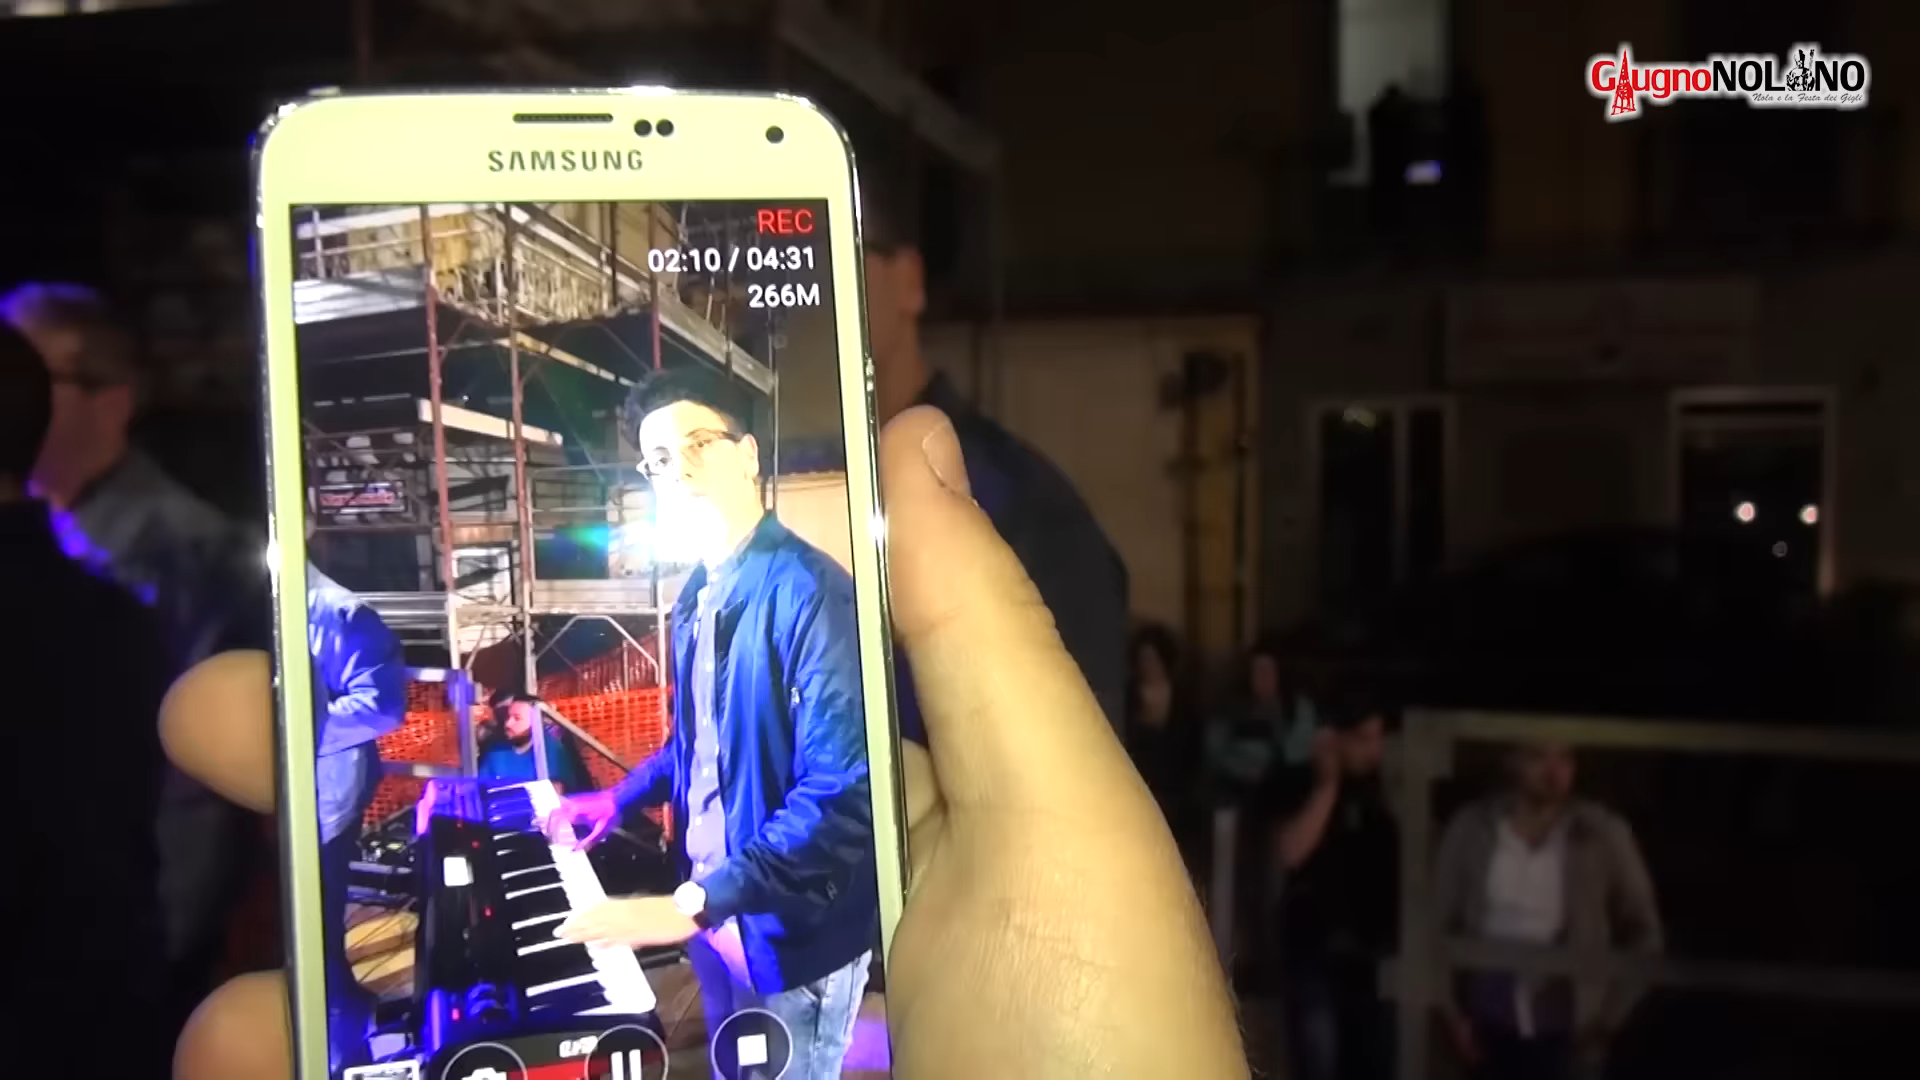 GiugnoNOLANO
Nola e la Festa dei Gigli
SAMSUNG
REC
02:10 / 04:31
266M